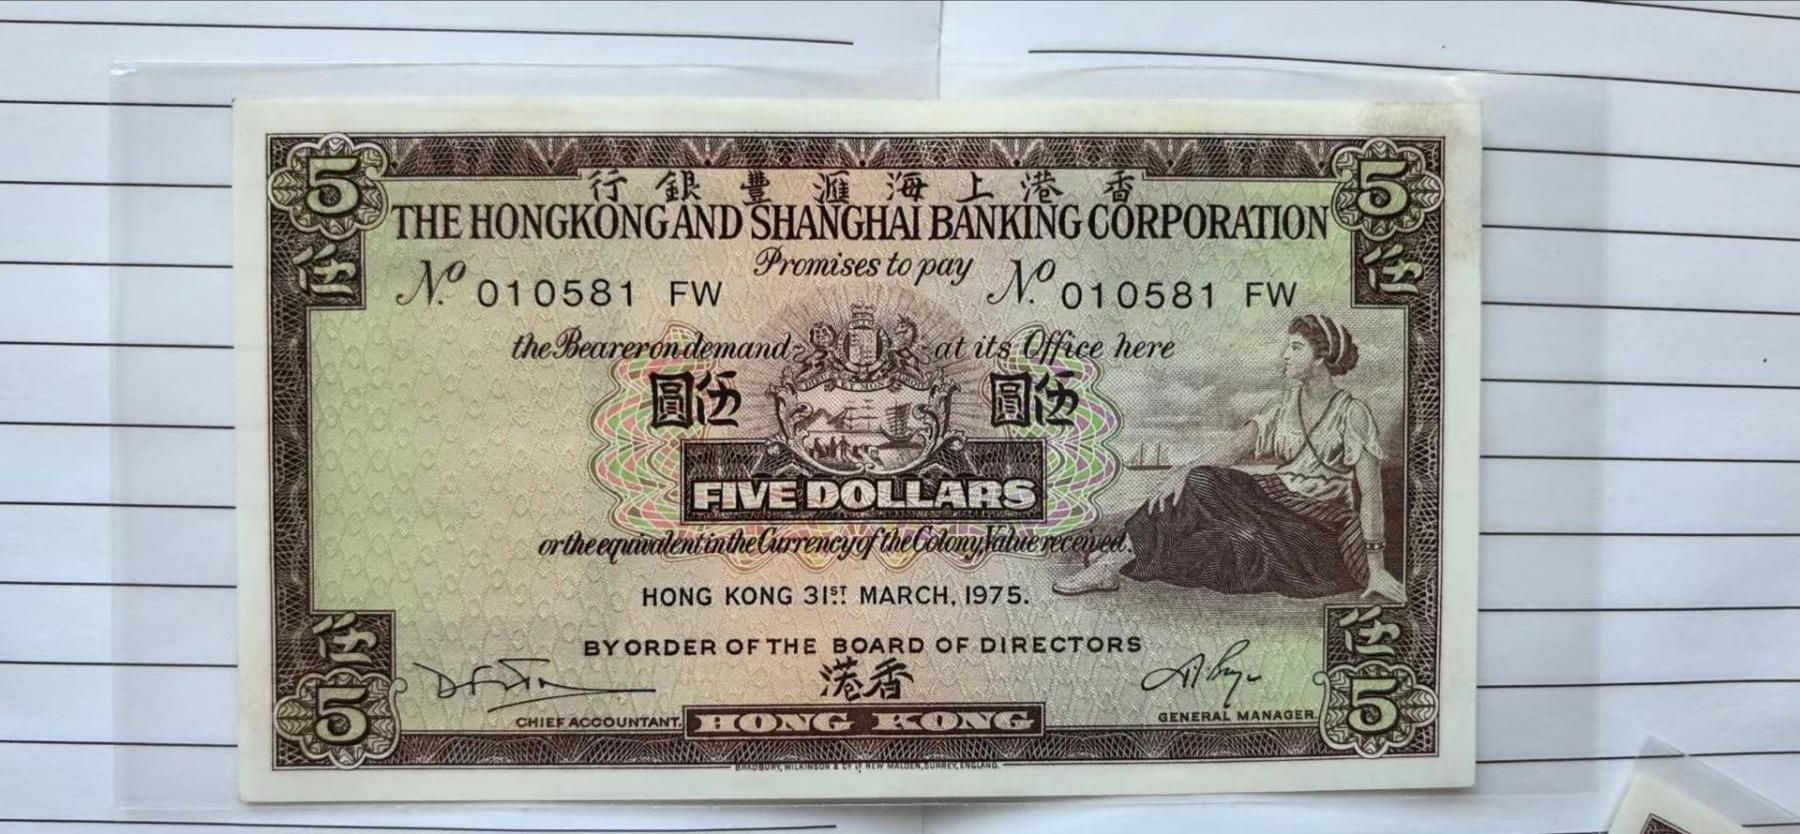 行銀豐滙海上港香
THE HONGKONG AND SHANGHAI BANKING CORPORATION
Promises to pay
5
5
伍
伍
No 010581 FW
No 010581 FW
the Bearer on demand
at its Office here
圓伍
圓伍
FIVE DOLLARS
or the equivalent in the Currency of the Colony, Value received.
HONG KONG 31ST MARCH, 1975.
BY ORDER OF THE BOARD OF DIRECTORS
伍
伍
港香
5
5
CHIEF ACCOUNTANT.
HONG KONG
GENERAL MANAGER.
BRADBURY, WILKINSON & Co Ld NEW MALDEN, SURREY, ENGLAND.